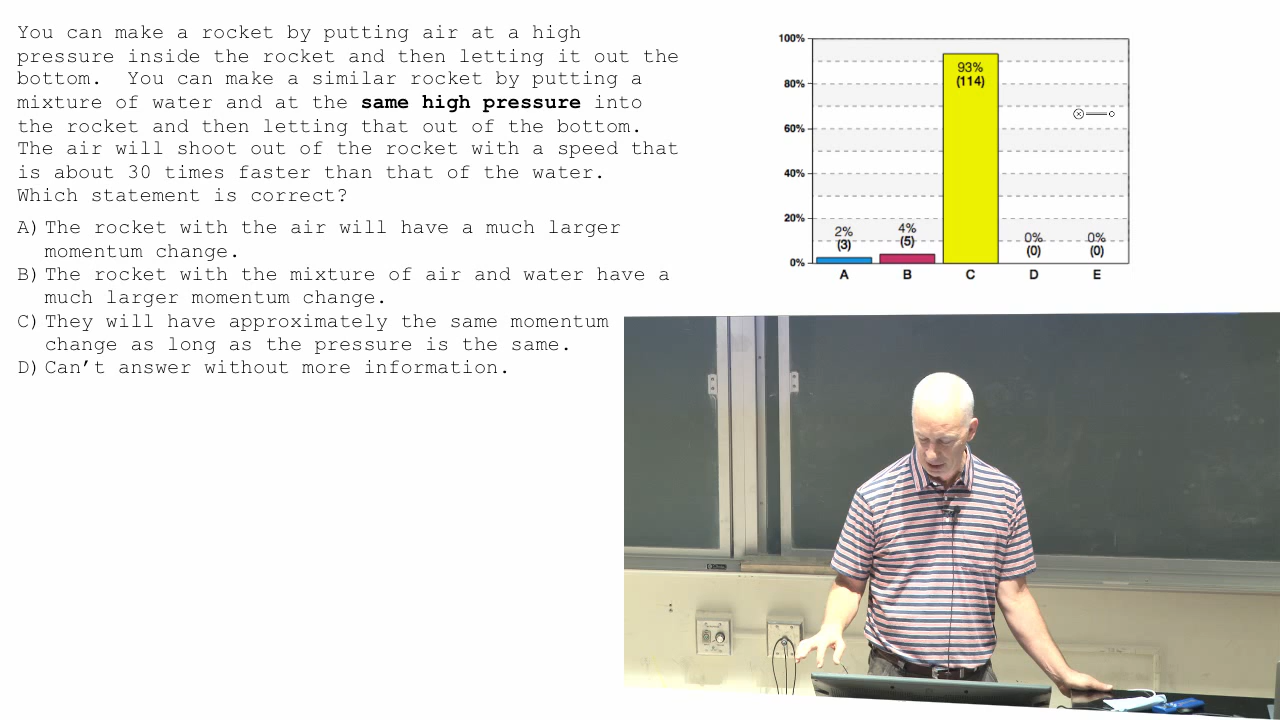 You can make a rocket by putting air at a high
pressure inside the rocket and then letting it out the
bottom.  You can make a similar rocket by putting a
mixture of water and at the same high pressure into
the rocket and then letting that out of the bottom.
The air will shoot out of the rocket with a speed that
is about 30 times faster than that of the water.
Which statement is correct?
A) The rocket with the air will have a much larger
momentum change.
B) The rocket with the mixture of air and water have a
much larger momentum change.
C) They will have approximately the same momentum
change as long as the pressure is the same.
D) Can’t answer without more information.
100%
80%
60%
40%
20%
0%
2%
(3)
4%
(5)
93%
(114)
0%
(0)
0%
(0)
A B C D E